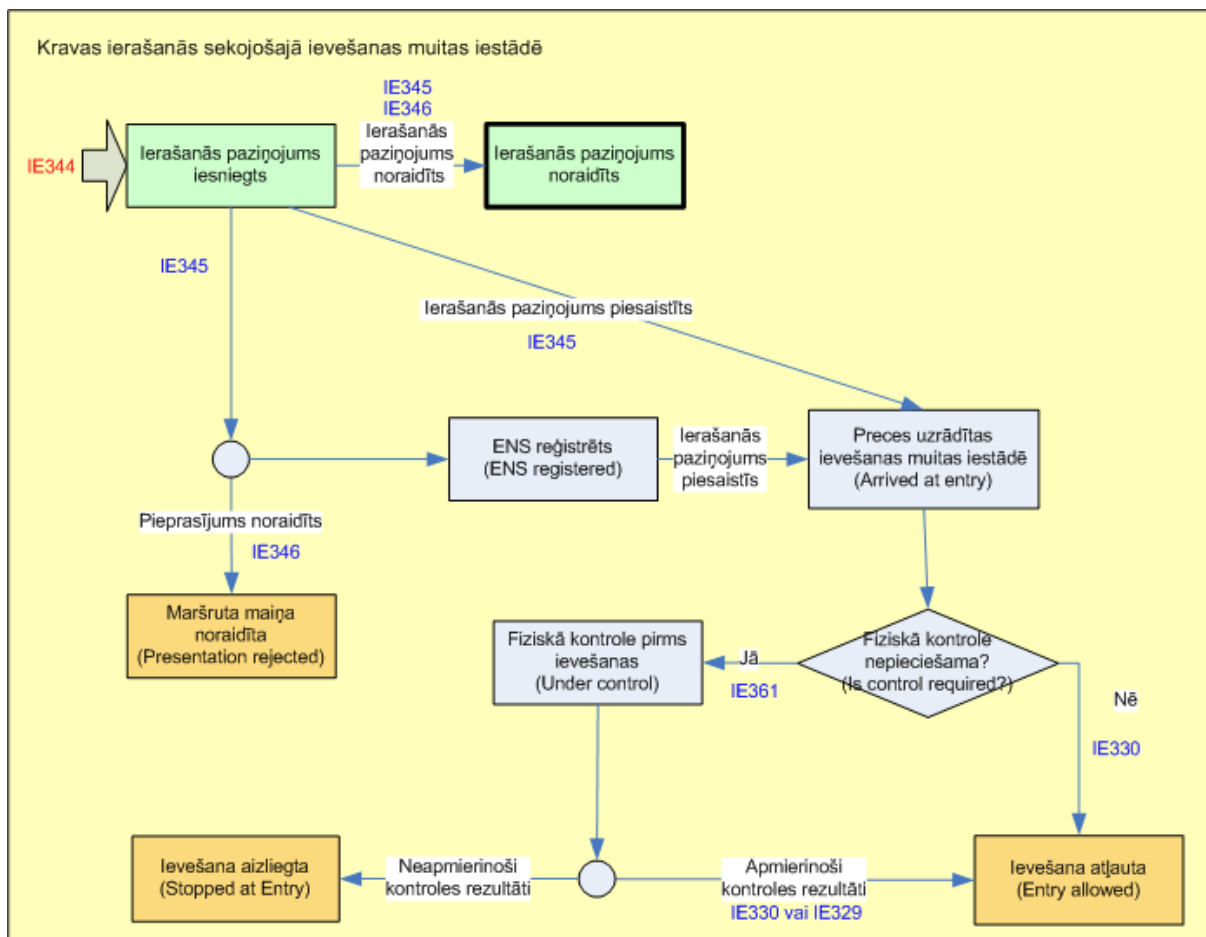 Kravas ierašanās sekojošajā ievešanas muitas iestādē
IE345
IE346
IE344
Ierašanās paziņojums
iesniegts
Ierašanās
paziņojums
noraidīts
Ierašanās paziņojums
noraidīts
IE345
Ierašanās paziņojums piesaistīts
IE345
ENS reģistrēts
(ENS registered)
Ierašanās
paziņojums
piesaistīs
Preces uzrādītas
ievešanas muitas iestādē
(Arrived at entry)
Pieprasījums noraidīts
IE346
Maršruta maiņa
noraidīta
(Presentation rejected)
Fiziskā kontrole pirms
ievešanas
(Under control)
Jā
IE361
Fiziskā kontrole
nepieciešama?
(Is control required?)
Nē
IE330
Ievešana aizliegta
(Stopped at Entry)
Neapmierinoši
kontroles rezultāti
Apmierinoši
kontroles rezultāti
IE330 vai IE329
Ievešana atļauta
(Entry allowed)